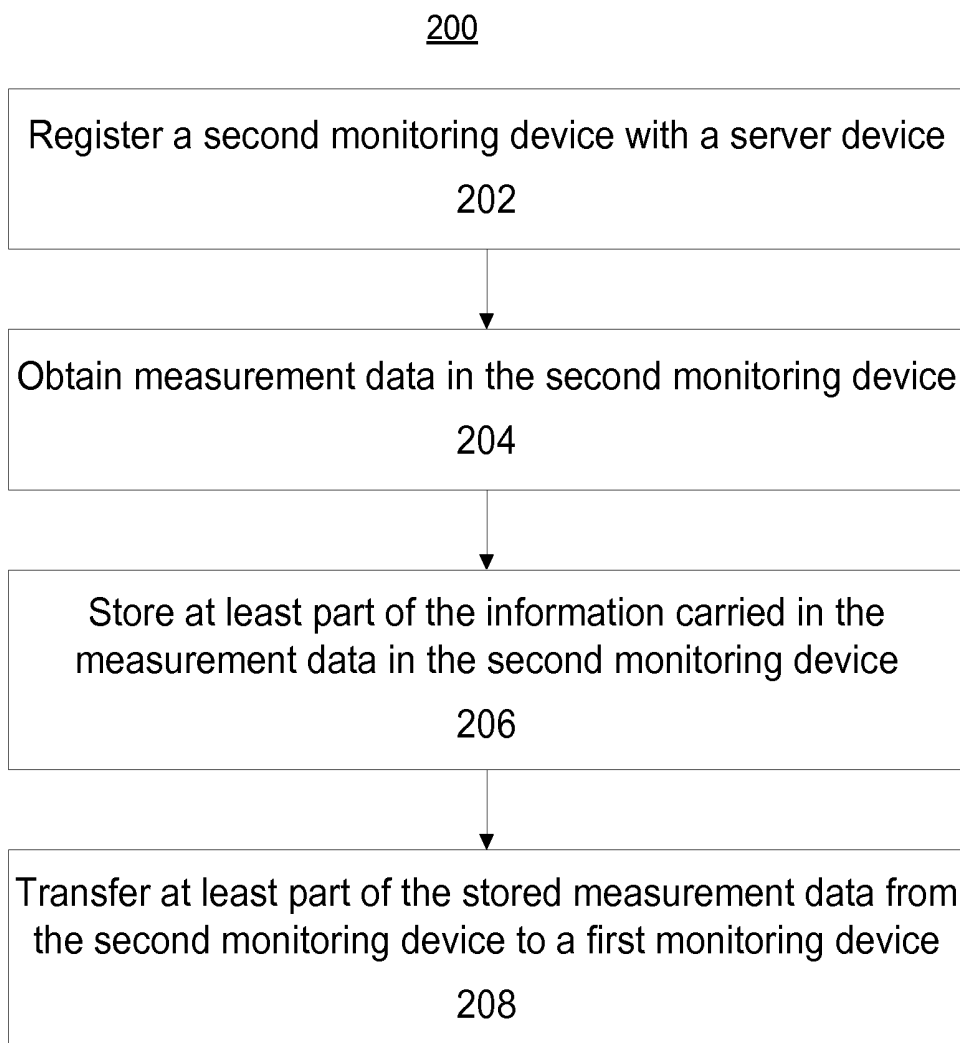 200
Register a second monitoring device with a server device
202
Obtain measurement data in the second monitoring device
204
Store at least part of the information carried in the
measurement data in the second monitoring device
206
Transfer at least part of the stored measurement data from
the second monitoring device to a first monitoring device
208